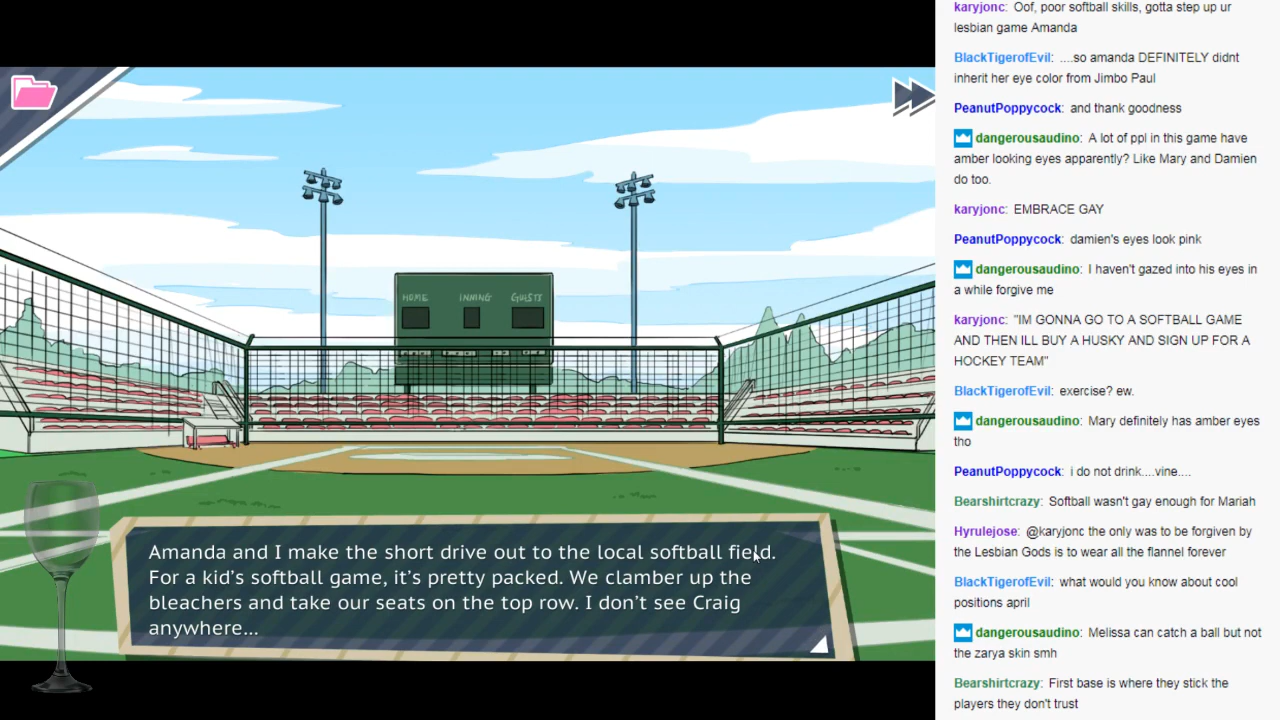 HOME
INNING
GUESTS
Amanda and I make the short drive out to the local softball field.
For a kid's softball game, it's pretty packed. We clamber up the
bleachers and take our seats on the top row. I don't see Craig
anywhere...
karyjonc: Oof, poor softball skills, gotta step up ur
lesbian game Amanda
BlackTigerofEvil: ....so amanda DEFINITELY didnt
inherit her eye color from Jimbo Paul
PeanutPoppycock: and thank goodness
dangerousaudino: A lot of ppl in this game have
amber looking eyes apparently? Like Mary and Damien
do too.
karyjonc: EMBRACE GAY
PeanutPoppycock: damien's eyes look pink
dangerousaudino: I haven't gazed into his eyes in
a while forgive me
karyjonc: "IM GONNA GO TO A SOFTBALL GAME
AND THEN ILL BUY A HUSKY AND SIGN UP FOR A
HOCKEY TEAM"
BlackTigerofEvil: exercise? ew.
dangerousaudino: Mary definitely has amber eyes
tho
PeanutPoppycock: i do not drink....vine....
Bearshirtcrazy: Softball wasn't gay enough for Mariah
Hyrulejose: @karyjonc the only was to be forgiven by
the Lesbian Gods is to wear all the flannel forever
BlackTigerofEvil: what would you know about cool
positions april
dangerousaudino: Melissa can catch a ball but not
the zarya skin smh
Bearshirtcrazy: First base is where they stick the
players they don't trust